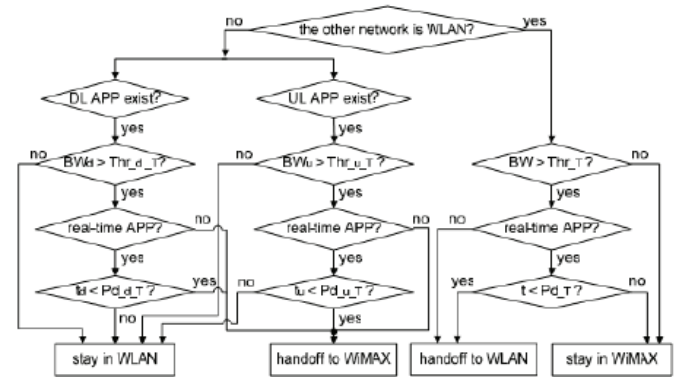 no
the other network is WLAN?
yes
DL APP exist?
UL APP exist?
yes
yes
no
BWd > Thr_d_T?
no
BWu > Thr_u_T?
BW > Thr_T?
no
yes
yes
yes
real-time APP?
no
real-time APP?
no
no
real-time APP?
yes
yes
yes
td < Pd_d_T?
yes
no
tu < Pd_u_T?
yes
t < Pd_T?
no
no
yes
stay in WLAN
handoff to WiMAX
handoff to WLAN
stay in WiMAX